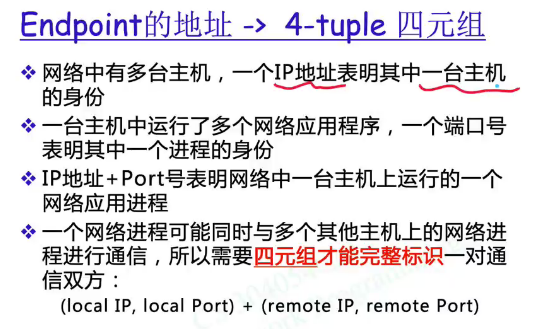 Endpoint的地址 -> 4-tuple 四元组
❖ 网络中有多台主机，一个IP地址表明其中一台主机
的身份
❖ 一台主机中运行了多个网络应用程序，一个端口号
表明其中一个进程的身份
❖ IP地址+Port号表明网络中一台主机上运行的一个
网络应用进程
❖ 一个网络进程可能同时与多个其他主机上的网络进
程进行通信，所以需要四元组才能完整标识一对通
信双方：
(local IP, local Port) + (remote IP, remote Port)